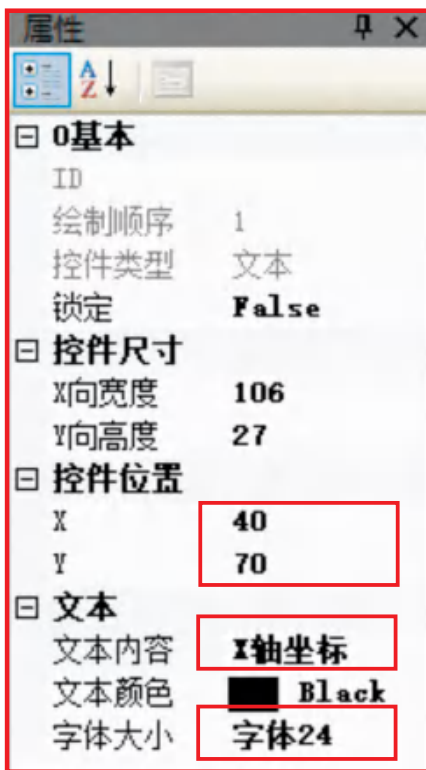 属性
0基本
ID
绘制顺序 1
控件类型 文本
锁定 False
控件尺寸
X向宽度 106
Y向高度 27
控件位置
X 40
Y 70
文本
文本内容 X轴坐标
文本颜色 Black
字体大小 字体24